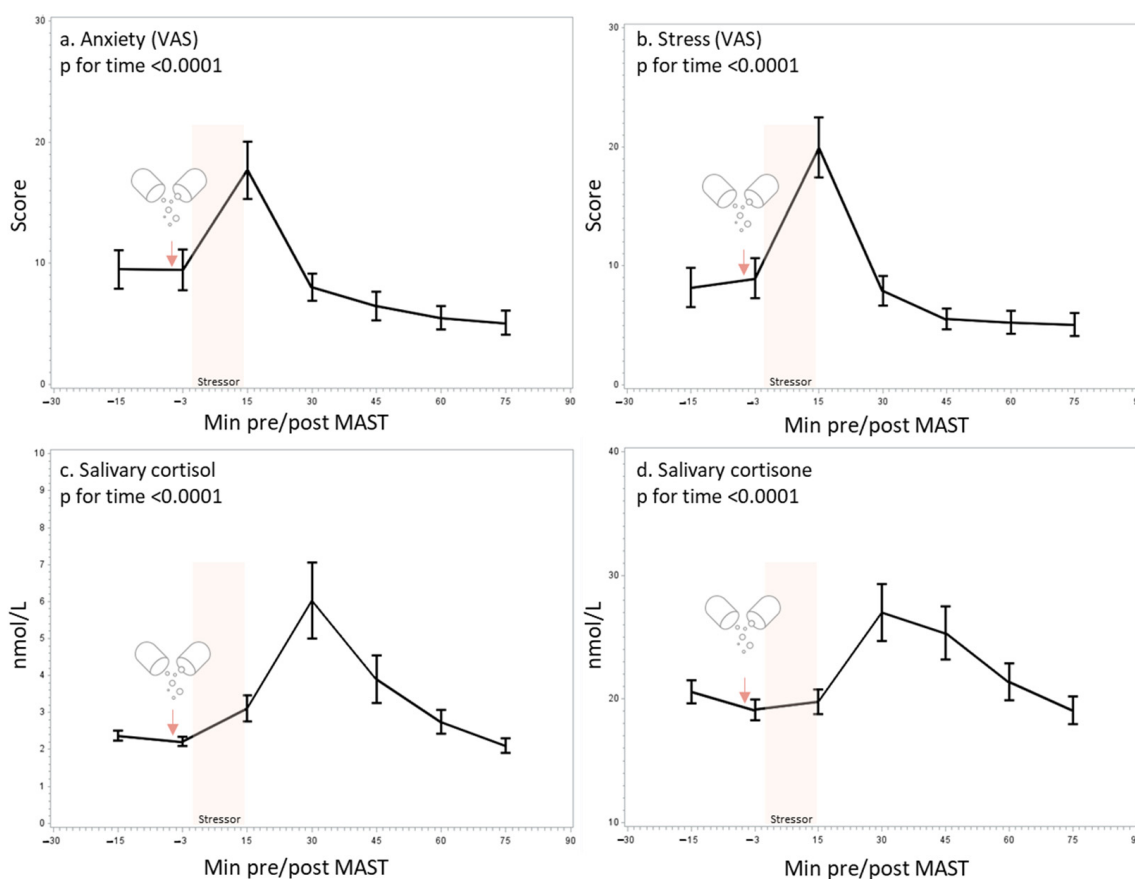 a. Anxiety (VAS)
p for time <0.0001
30
20
10
0
Score
Stressor
−30 −15 −3 15 30 45 60 75 90
Min pre/post MAST
b. Stress (VAS)
p for time <0.0001
30
20
10
0
Score
Stressor
−30 −15 −3 15 30 45 60 75 90
Min pre/post MAST
c. Salivary cortisol
p for time <0.0001
10
9
8
7
6
5
4
3
2
1
0
nmol/L
Stressor
−30 −15 −3 15 30 45 60 75 90
Min pre/post MAST
d. Salivary cortisone
p for time <0.0001
40
30
20
10
nmol/L
Stressor
−30 −15 −3 15 30 45 60 75 90
Min pre/post MAST